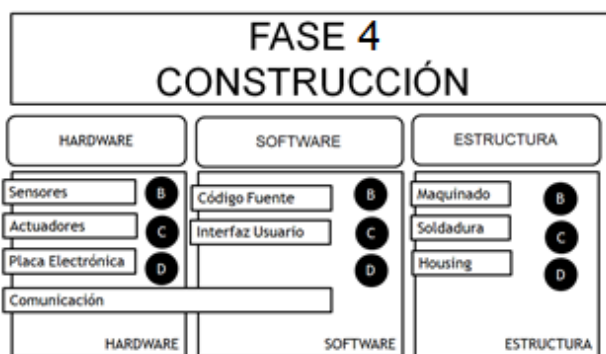 FASE 4
CONSTRUCCIÓN
HARDWARE
SOFTWARE
ESTRUCTURA
Sensores B
Actuadores C
Placa Electrónica D
Comunicación
HARDWARE
Código Fuente B
Interfaz Usuario C
D
SOFTWARE
Maquinado B
Soldadura C
Housing D
ESTRUCTURA